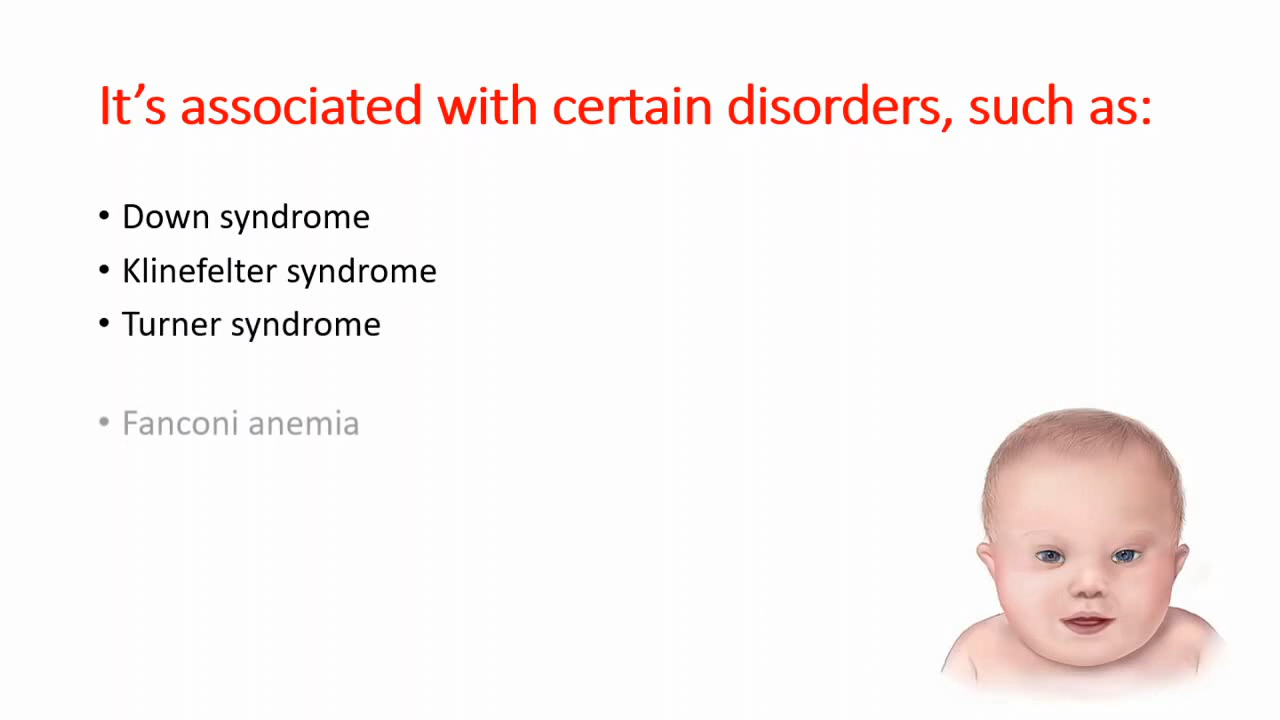 It’s associated with certain disorders, such as:
• Down syndrome
• Klinefelter syndrome
• Turner syndrome
• Fanconi anemia